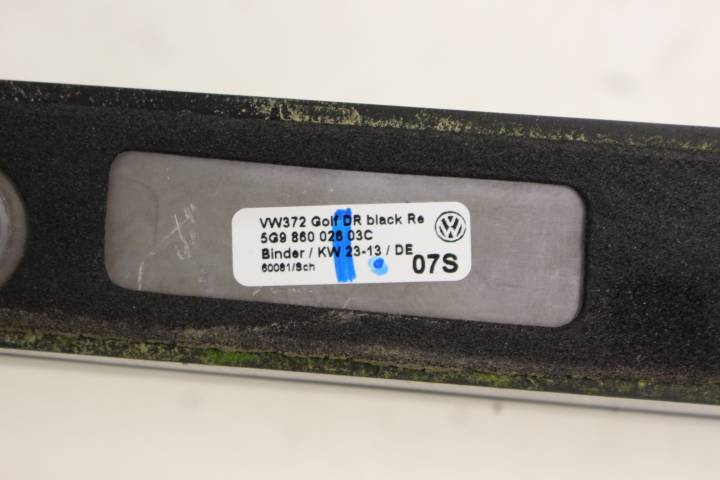 VW372 Golf DR black Re
5G9 860 026 03C
Binder / KW 23-13 / DE
60081/Sch
07S